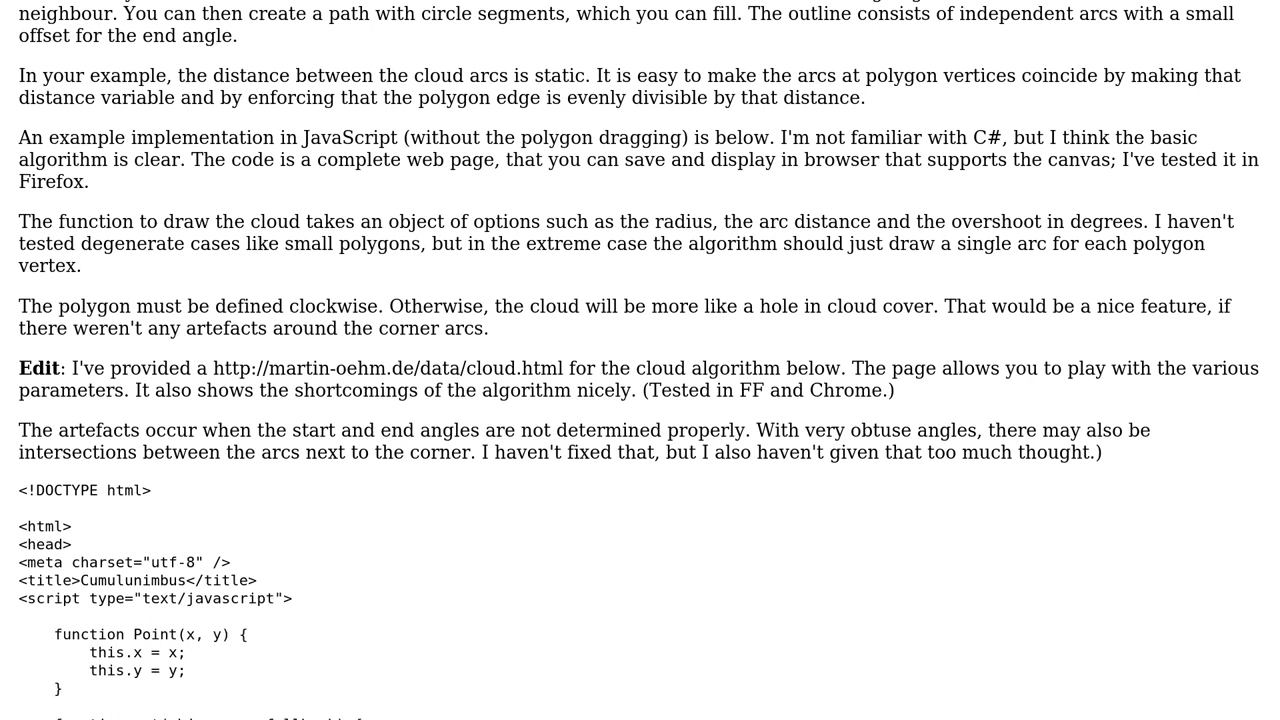 neighbour. You can then create a path with circle segments, which you can fill. The outline consists of independent arcs with a small
offset for the end angle.
In your example, the distance between the cloud arcs is static. It is easy to make the arcs at polygon vertices coincide by making that
distance variable and by enforcing that the polygon edge is evenly divisible by that distance.
An example implementation in JavaScript (without the polygon dragging) is below. I'm not familiar with C#, but I think the basic
algorithm is clear. The code is a complete web page, that you can save and display in browser that supports the canvas; I've tested it in
Firefox.
The function to draw the cloud takes an object of options such as the radius, the arc distance and the overshoot in degrees. I haven't
tested degenerate cases like small polygons, but in the extreme case the algorithm should just draw a single arc for each polygon
vertex.
The polygon must be defined clockwise. Otherwise, the cloud will be more like a hole in cloud cover. That would be a nice feature, if
there weren't any artefacts around the corner arcs.
Edit: I've provided a http://martin-oehm.de/data/cloud.html for the cloud algorithm below. The page allows you to play with the various
parameters. It also shows the shortcomings of the algorithm nicely. (Tested in FF and Chrome.)
The artefacts occur when the start and end angles are not determined properly. With very obtuse angles, there may also be
intersections between the arcs next to the corner. I haven't fixed that, but I also haven't given that too much thought.)
<!DOCTYPE html>
<html>
<head>
<meta charset="utf-8" />
<title>Cumulunimbus</title>
<script type="text/javascript">
    function Point(x, y) {
        this.x = x;
        this.y = y;
    }